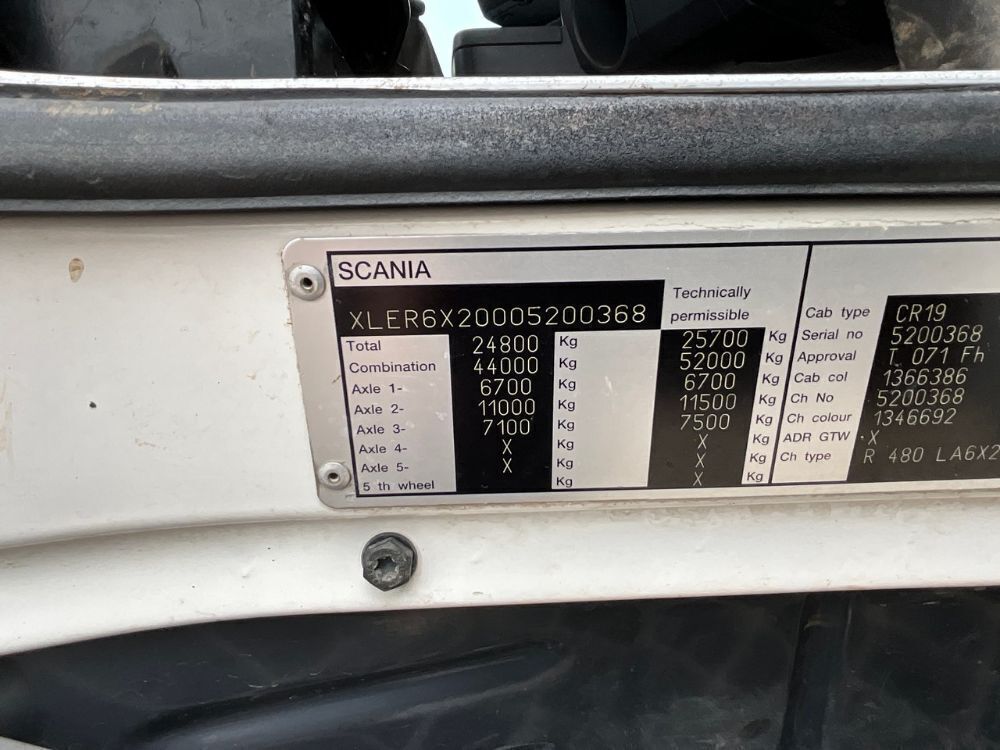 SCANIA
XLER6X20005200368
Technically
permissible
Total 24800 Kg 25700 Kg
Combination 44000 Kg 52000 Kg
Axle 1- 6700 Kg 6700 Kg
Axle 2- 11000 Kg 11500 Kg
Axle 3- 7100 Kg 7500 Kg
Axle 4- X Kg X Kg
Axle 5- X Kg X Kg
5 th wheel Kg X Kg
Cab type CR19
Serial no 5200368
Approval T. 071 Fh
Cab col 1366386
Ch No 5200368
Ch colour 1346692
ADR GTW X
Ch type R 480 LA6X2